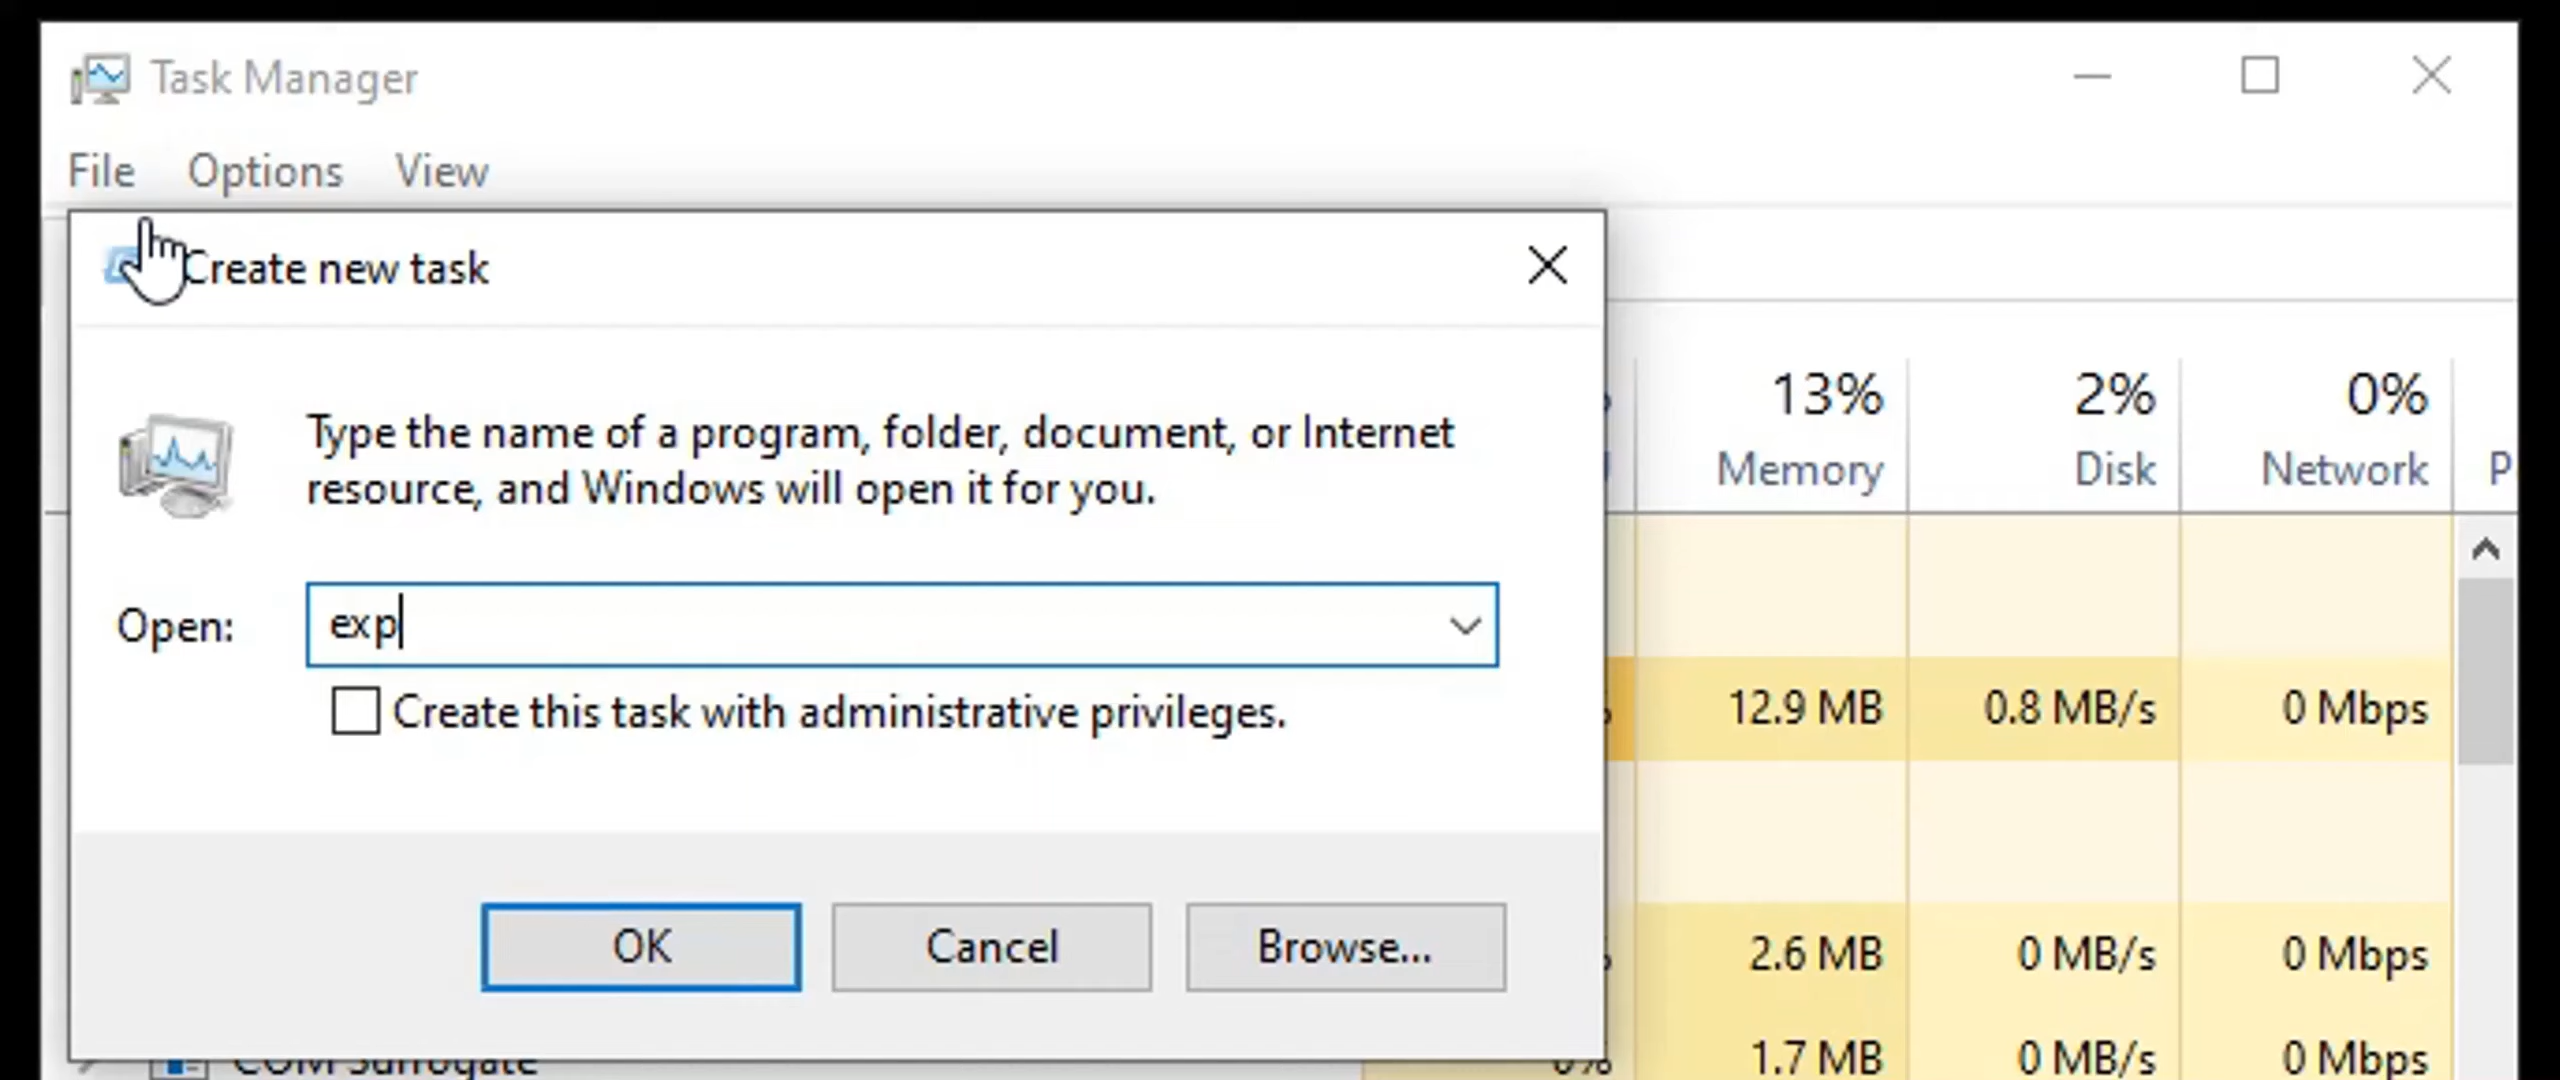 Task Manager
File Options View
Create new task
Type the name of a program, folder, document, or Internet
resource, and Windows will open it for you.
Open: exp
Create this task with administrative privileges.
OK Cancel Browse...
13% 2% 0%
Memory Disk Network P
12.9 MB 0.8 MB/s 0 Mbps
2.6 MB 0 MB/s 0 Mbps
COM Surrogate 0% 1.7 MB 0 MB/s 0 Mbps